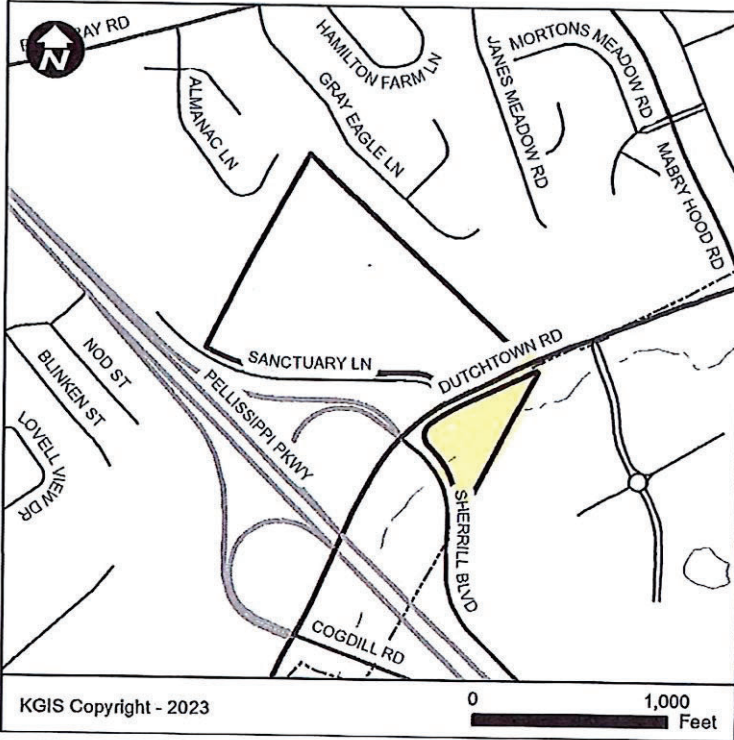 N
RAY RD
HAMILTON FARM LN
GRAY EAGLE LN
ALMANAC LN
JANES MEADOW RD
MORTONS MEADOW RD
MABRY HOOD RD
SANCTUARY LN
DUTCHTOWN RD
NOD ST
BLINKEN ST
LOVELL VIEW DR
PELLISSIPPI PKWY
SHERRILL BLVD
COGDILL RD
KGIS Copyright - 2023
0
1,000
Feet